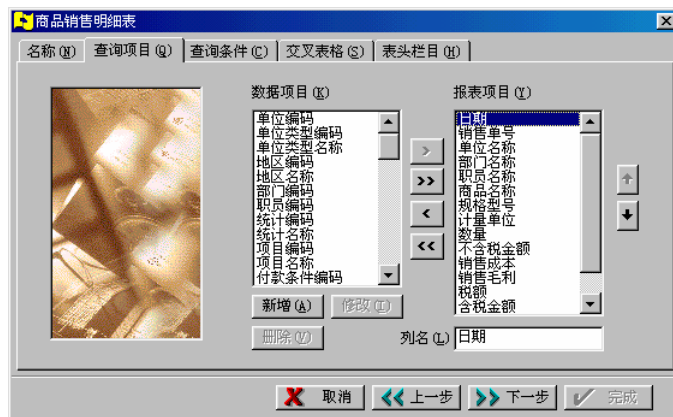 商品销售明细表
名称(N) 查询项目(Q) 查询条件(C) 交叉表格(S) 表头栏目(H)
数据项目(K)
单位编码
单位类型编码
单位类型名称
地区编码
地区名称
部门编码
职员编码
统计编码
统计名称
项目编码
项目名称
付款条件编码
新增(A) 修改(I)
删除(V)
> >> < <<
报表项目(Y)
日期
销售单号
单位名称
部门名称
职员名称
商品名称
规格型号
计量单位
数量
不含税金额
销售成本
销售毛利
税额
含税金额
列名(L) 日期
取消 上一步 下一步 完成